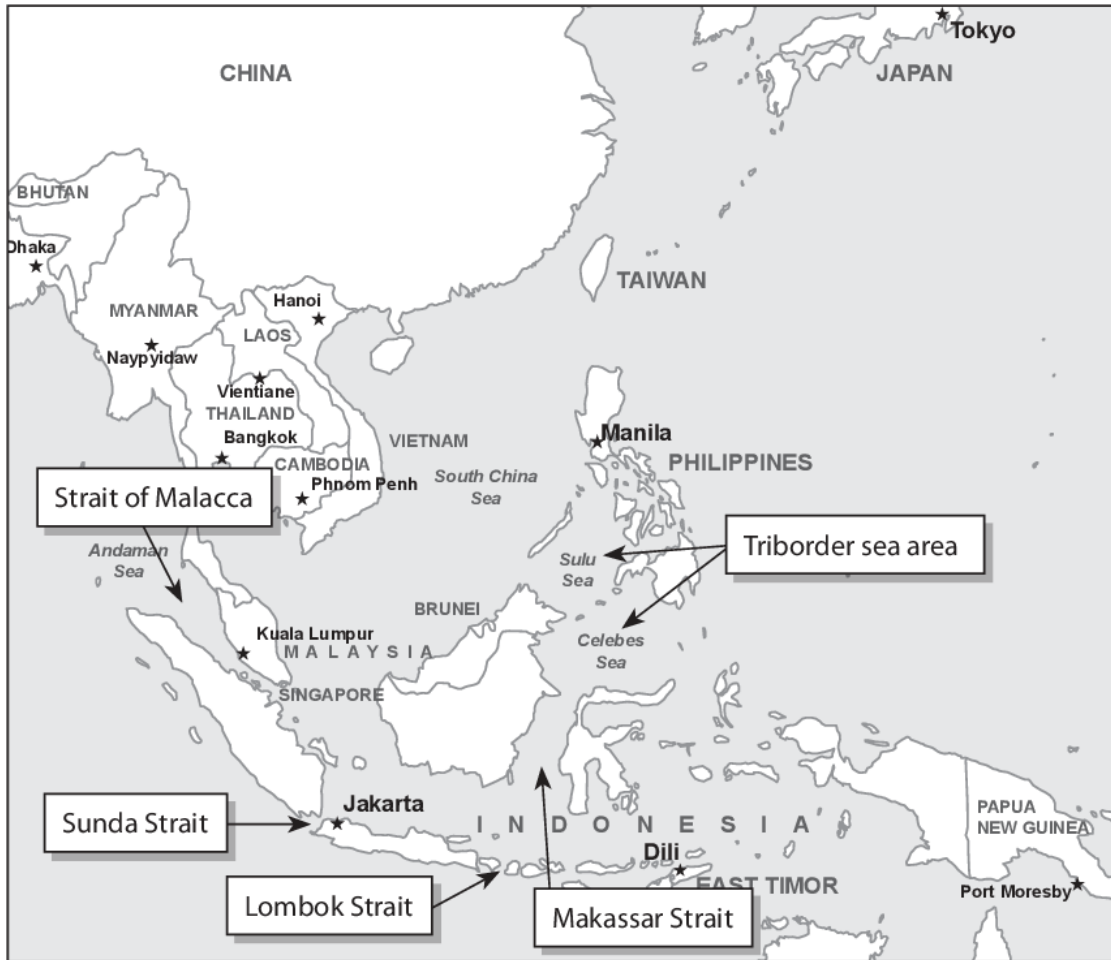 Tokyo
CHINA
JAPAN
BHUTAN
Dhaka
TAIWAN
Hanoi
MYANMAR
LAOS
Naypyidaw
Vientiane
THAILAND
Manila
Bangkok
VIETNAM
CAMBODIA
PHILIPPINES
Phnom Penh
South China
Sea
Strait of Malacca
Triborder sea area
Andaman
Sea
Sulu
Sea
BRUNEI
Kuala Lumpur
MALAYSIA
Celebes
Sea
SINGAPORE
Jakarta
Sunda Strait
INDONESIA
PAPUA
NEW GUINEA
Dili
EAST TIMOR
Port Moresby
Lombok Strait
Makassar Strait